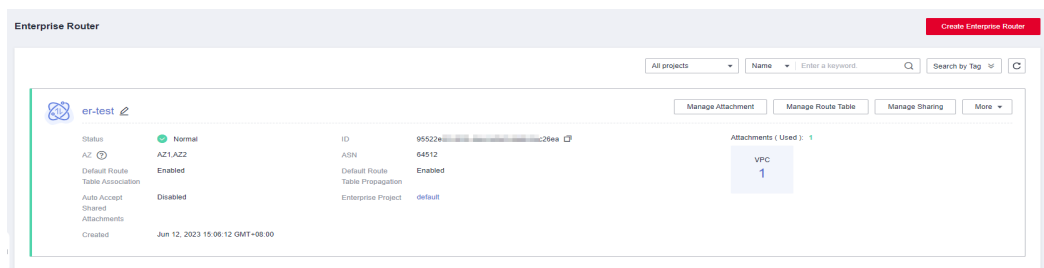 Enterprise Router
Create Enterprise Router
All projects
Name
Enter a keyword.
Search by Tag
er-test
Manage Attachment
Manage Route Table
Manage Sharing
More
Status
Normal
ID
95522e
c26ea
Attachments ( Used ): 1
AZ
AZ1,AZ2
ASN
64512
VPC
1
Default Route
Table Association
Enabled
Default Route
Table Propagation
Enabled
Auto Accept
Shared
Attachments
Disabled
Enterprise Project
default
Created
Jun 12, 2023 15:06:12 GMT+08:00